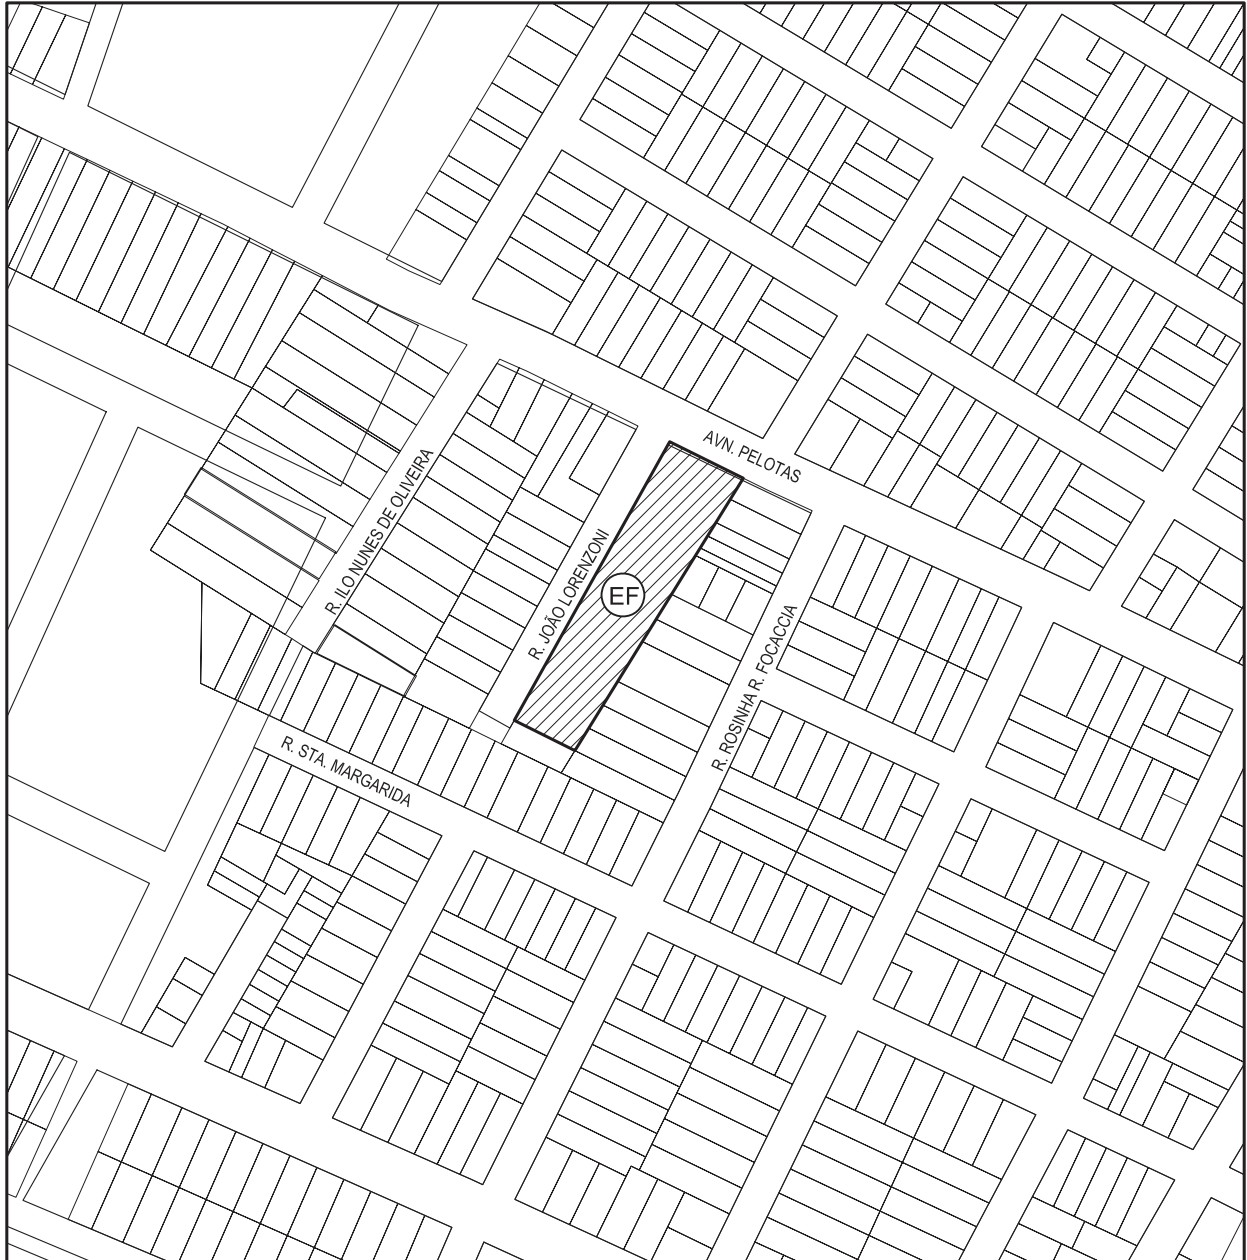 AVN. PELOTAS
R. ILO NUNES DE OLIVEIRA
R. JOÃO LORENZONI
EF
R. ROSINHA R. FOCACCIA
R. STA. MARGARIDA